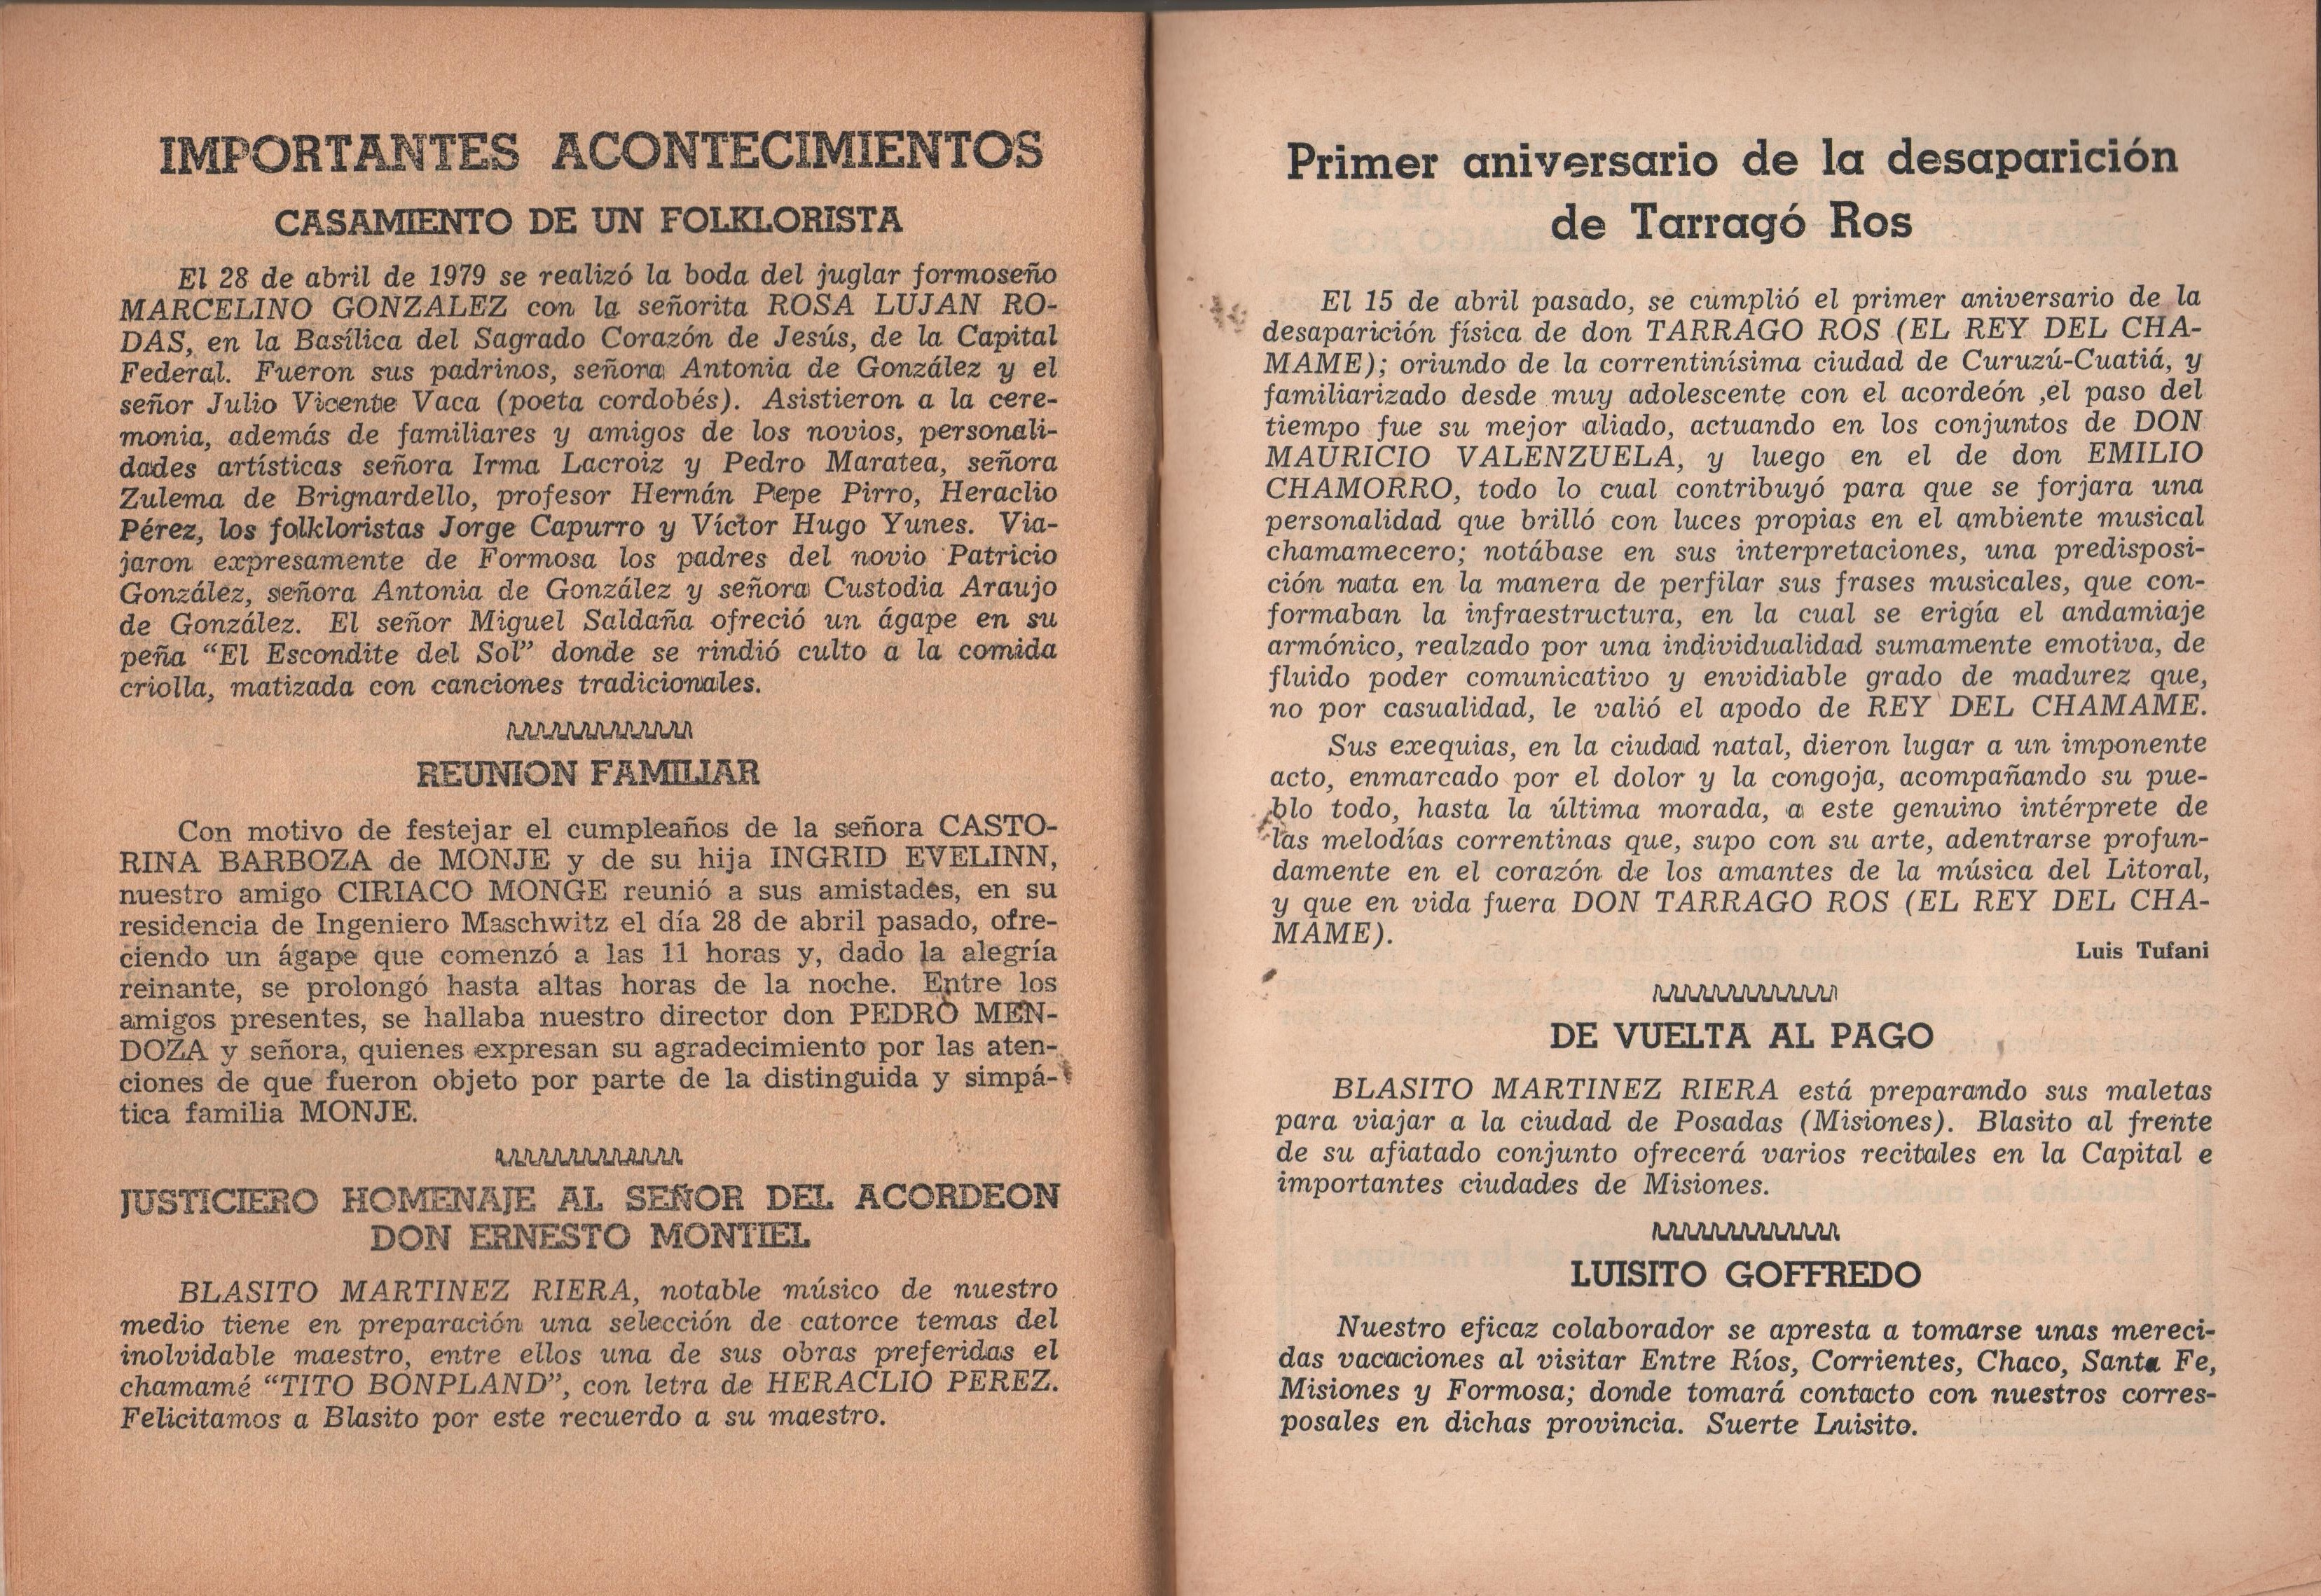 IMPORTANTES ACONTECIMIENTOS
CASAMIENTO DE UN FOLKLORISTA
El 28 de abril de 1979 se realizó la boda del juglar formoseño
MARCELINO GONZALEZ con la señorita ROSA LUJAN RO-
DAS, en la Basílica del Sagrado Corazón de Jesús, de la Capital
Federal. Fueron sus padrinos, señora Antonia de González y el
señor Julio Vicente Vaca (poeta cordobés). Asistieron a la cere-
monia, además de familiares y amigos de los novios, personali-
dades artísticas señora Irma Lacroiz y Pedro Maratea, señora
Zulema de Brignardello, profesor Hernán Pepe Pirro, Heraclio
Pérez, los folkloristas Jorge Capurro y Víctor Hugo Yunes. Via-
jaron expresamente de Formosa los padres del novio Patricio
González, señora Antonia de González y señora Custodia Araujo
de González. El señor Miguel Saldaña ofreció un ágape en su
peña “El Escondite del Sol” donde se rindió culto a la comida
criolla, matizada con canciones tradicionales.
REUNION FAMILIAR
Con motivo de festejar el cumpleaños de la señora CASTO-
RINA BARBOZA de MONJE y de su hija INGRID EVELINN,
nuestro amigo CIRIACO MONGE reunió a sus amistades, en su
residencia de Ingeniero Maschwitz el día 28 de abril pasado, ofre-
ciendo un ágape que comenzó a las 11 horas y, dado la alegría
reinante, se prolongó hasta altas horas de la noche. Entre los
amigos presentes, se hallaba nuestro director don PEDRO MEN-
DOZA y señora, quienes expresan su agradecimiento por las aten-
ciones de que fueron objeto por parte de la distinguida y simpá-
tica familia MONJE.
JUSTICIERO HOMENAJE AL SEÑOR DEL ACORDEON
DON ERNESTO MONTIEL
BLASITO MARTINEZ RIERA, notable músico de nuestro
medio tiene en preparación una selección de catorce temas del
inolvidable maestro, entre ellos una de sus obras preferidas el
chamamé “TITO BONPLAND”, con letra de HERACLIO PEREZ.
Felicitamos a Blasito por este recuerdo a su maestro.
Primer aniversario de la desaparición
de Tarragó Ros
El 15 de abril pasado, se cumplió el primer aniversario de la
desaparición física de don TARRAGO ROS (EL REY DEL CHA-
MAME); oriundo de la correntinísima ciudad de Curuzú-Cuatiá, y
familiarizado desde muy adolescente con el acordeón ,el paso del
tiempo fue su mejor aliado, actuando en los conjuntos de DON
MAURICIO VALENZUELA, y luego en el de don EMILIO
CHAMORRO, todo lo cual contribuyó para que se forjara una
personalidad que brilló con luces propias en el ambiente musical
chamamecero; notábase en sus interpretaciones, una predisposi-
ción nata en la manera de perfilar sus frases musicales, que con-
formaban la infraestructura, en la cual se erigía el andamiaje
armónico, realzado por una individualidad sumamente emotiva, de
fluido poder comunicativo y envidiable grado de madurez que,
no por casualidad, le valió el apodo de REY DEL CHAMAME.
Sus exequias, en la ciudad natal, dieron lugar a un imponente
acto, enmarcado por el dolor y la congoja, acompañando su pue-
blo todo, hasta la última morada, a este genuino intérprete de
las melodías correntinas que, supo con su arte, adentrarse profun-
damente en el corazón de los amantes de la música del Litoral,
y que en vida fuera DON TARRAGO ROS (EL REY DEL CHA-
MAME).
Luis Tufani
DE VUELTA AL PAGO
BLASITO MARTINEZ RIERA está preparando sus maletas
para viajar a la ciudad de Posadas (Misiones). Blasito al frente
de su afiatado conjunto ofrecerá varios recitales en la Capital e
importantes ciudades de Misiones.
LUISITO GOFFREDO
Nuestro eficaz colaborador se apresta a tomarse unas mereci-
das vacaciones al visitar Entre Ríos, Corrientes, Chaco, Santa Fe,
Misiones y Formosa; donde tomará contacto con nuestros corres-
posales en dichas provincia. Suerte Luisito.